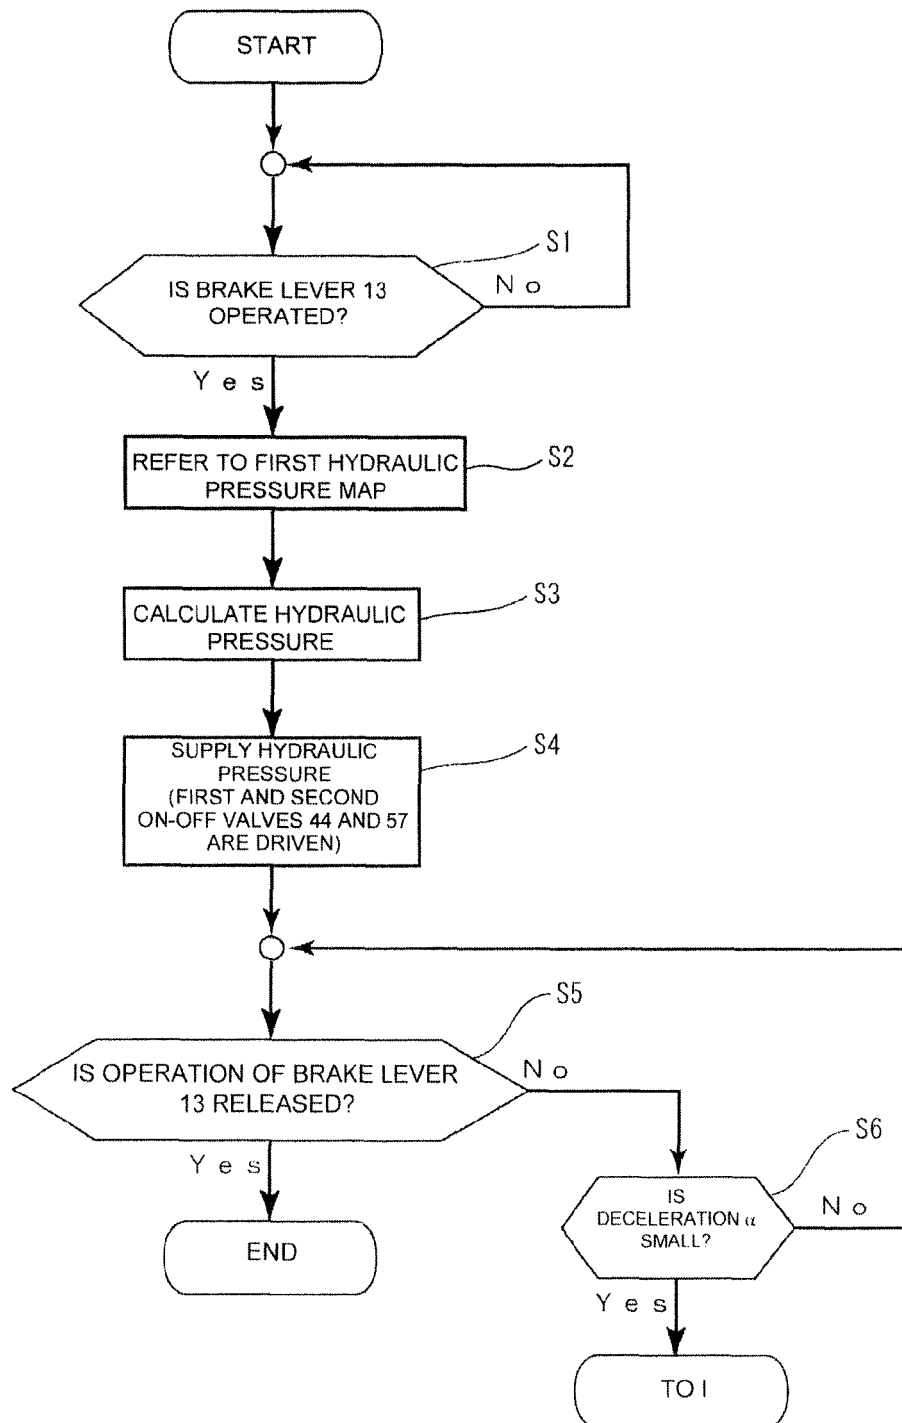 START
S1
IS BRAKE LEVER 13
OPERATED?
No
Yes
REFER TO FIRST HYDRAULIC
PRESSURE MAP
S2
CALCULATE HYDRAULIC
PRESSURE
S3
SUPPLY HYDRAULIC
PRESSURE
(FIRST AND SECOND
ON-OFF VALVES 44 AND 57
ARE DRIVEN)
S4
S5
IS OPERATION OF BRAKE LEVER
13 RELEASED?
No
Yes
END
S6
IS
DECELERATION α
SMALL?
No
Yes
TO I